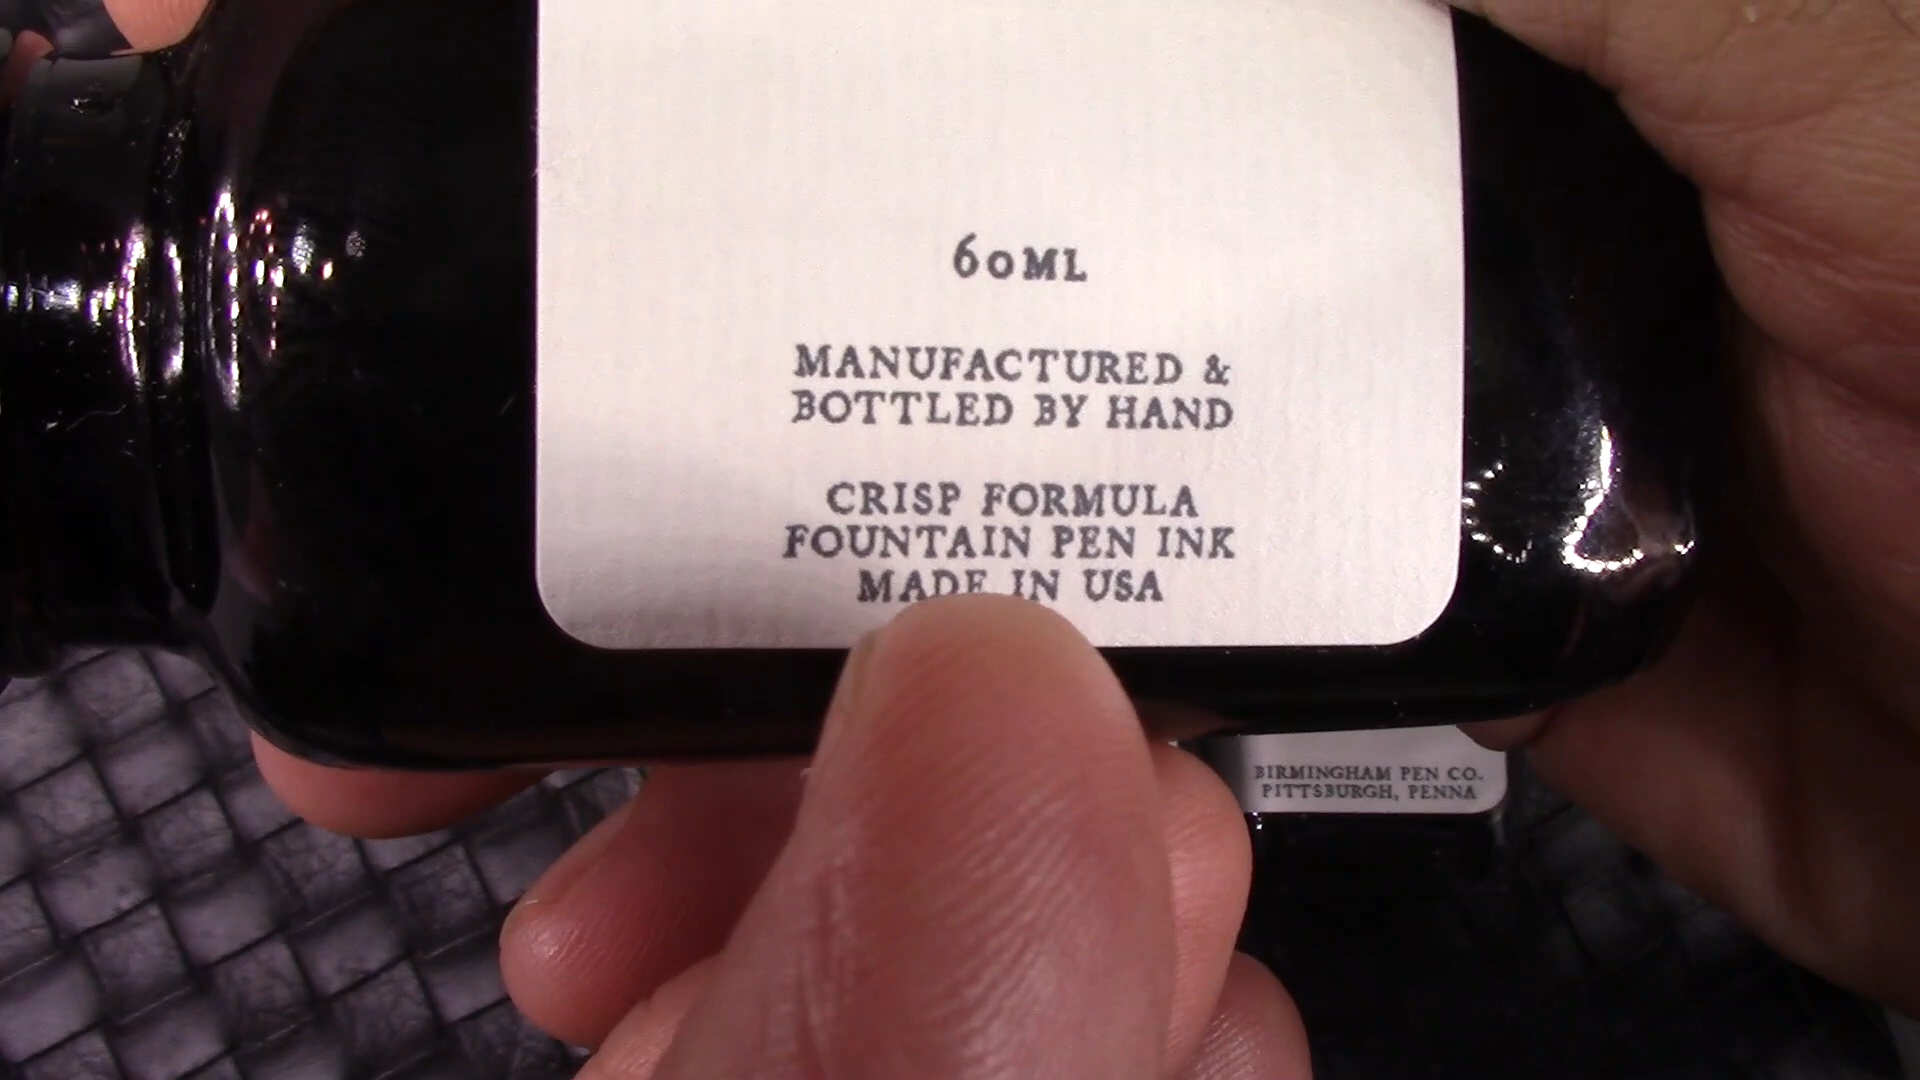 60ML
MANUFACTURED &
BOTTLED BY HAND
CRISP FORMULA
FOUNTAIN PEN INK
MADE IN USA
BIRMINGHAM PEN CO.
PITTSBURGH, PENNA